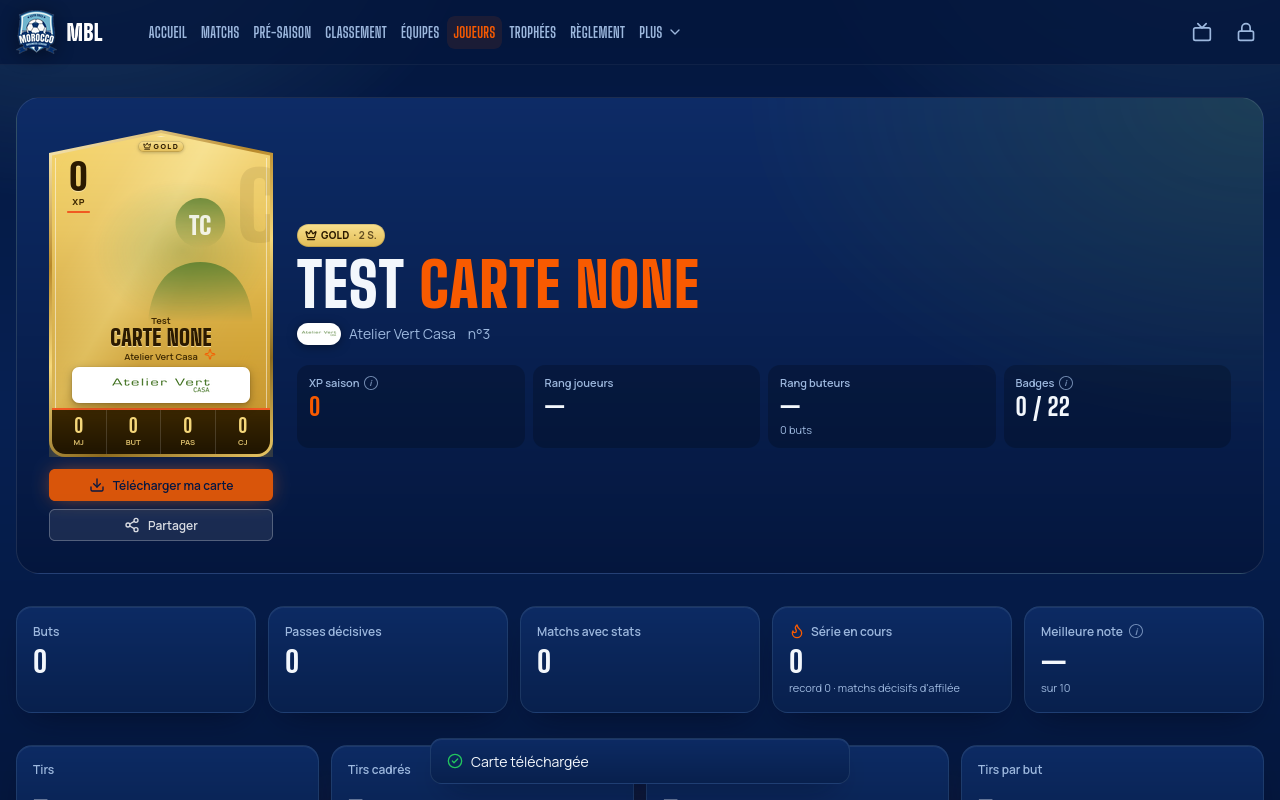 MOROCCO
MBL
ACCUEIL
MATCHS
PRÉ-SAISON
CLASSEMENT
ÉQUIPES
JOUEURS
TROPHÉES
RÈGLEMENT
PLUS
GOLD
0
XP
0
TC
Test
CARTE NONE
Atelier Vert Casa
Atelier Vert
CASA
0 0 0 0
MJ BUT PAS CJ
Télécharger ma carte
Partager
GOLD · 2 S.
TEST CARTE NONE
Atelier Vert Atelier Vert Casa n°3
XP saison i
0
Rang joueurs
—
Rang buteurs
—
0 buts
Badges i
0 / 22
Buts
0
Passes décisives
0
Matchs avec stats
0
Série en cours
0
record 0 · matchs décisifs d'affilée
Meilleure note i
—
sur 10
Tirs
Tirs cadrés
Tirs par but
Carte téléchargée